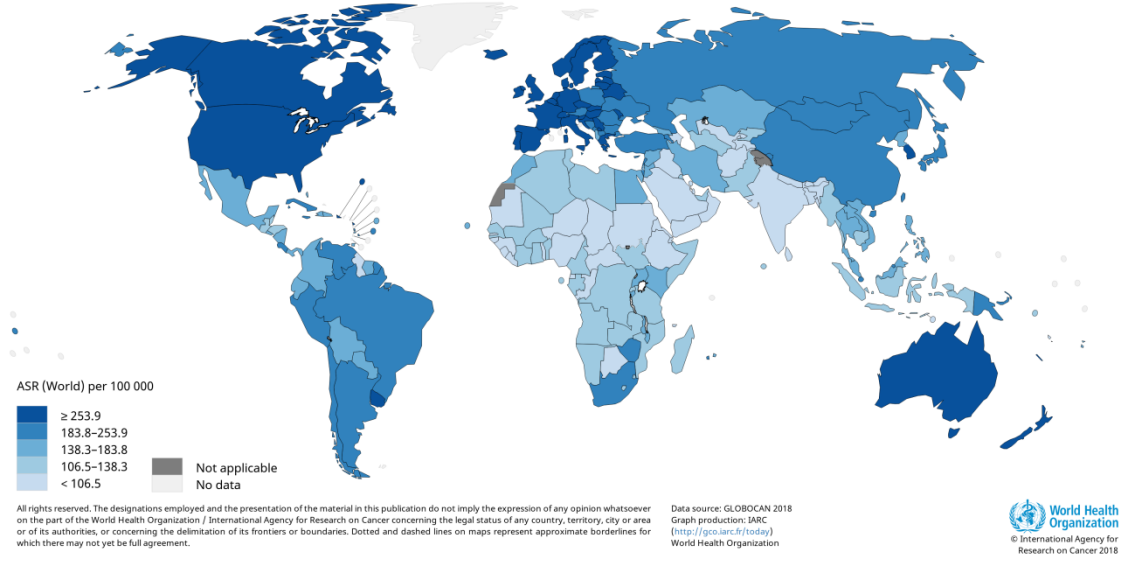 ASR (World) per 100 000
≥ 253.9
183.8–253.9
138.3–183.8
106.5–138.3
< 106.5
Not applicable
No data
All rights reserved. The designations employed and the presentation of the material in this publication do not imply the expression of any opinion whatsoever
on the part of the World Health Organization / International Agency for Research on Cancer concerning the legal status of any country, territory, city or area
or of its authorities, or concerning the delimitation of its frontiers or boundaries. Dotted and dashed lines on maps represent approximate borderlines for
which there may not yet be full agreement.
Data source: GLOBOCAN 2018
Graph production: IARC
(http://gco.iarc.fr/today)
World Health Organization
World Health
Organization
© International Agency for
Research on Cancer 2018